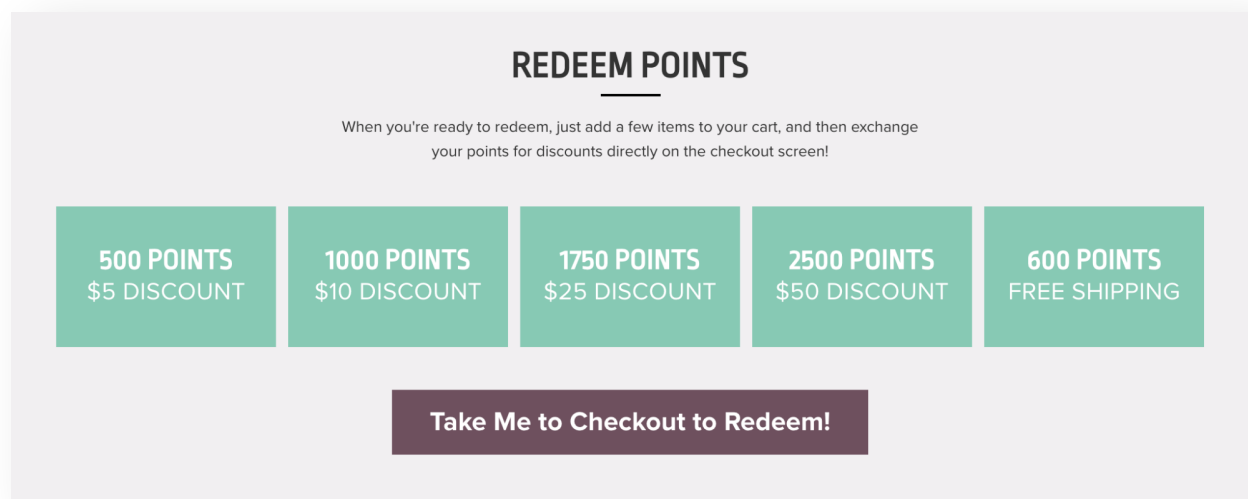 REDEEM POINTS
When you're ready to redeem, just add a few items to your cart, and then exchange
your points for discounts directly on the checkout screen!
500 POINTS
$5 DISCOUNT
1000 POINTS
$10 DISCOUNT
1750 POINTS
$25 DISCOUNT
2500 POINTS
$50 DISCOUNT
600 POINTS
FREE SHIPPING
Take Me to Checkout to Redeem!